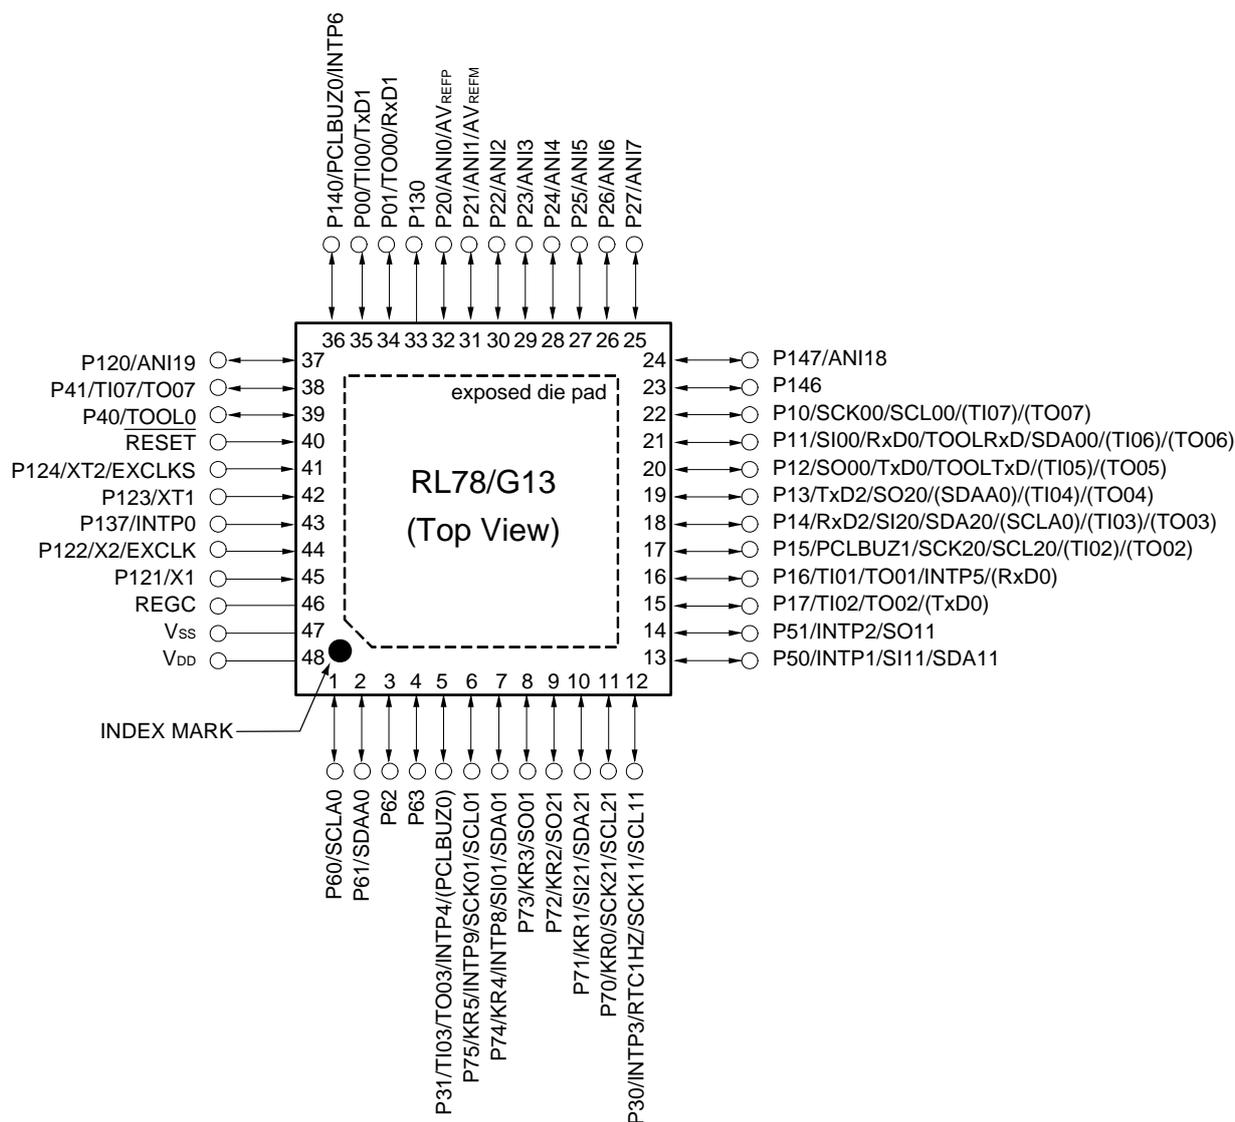 P140/PCLBUZ0/INTP6
P00/TI00/TxD1
P01/TO00/RxD1
P130
P20/ANI0/AVREFP
P21/ANI1/AVREFM
P22/ANI2
P23/ANI3
P24/ANI4
P25/ANI5
P26/ANI6
P27/ANI7
36 35 34 33 32 31 30 29 28 27 26 25
P120/ANI19 37
P41/TI07/TO07 38
P40/TOOL0 39
RESET 40
P124/XT2/EXCLKS 41
P123/XT1 42
P137/INTP0 43
P122/X2/EXCLK 44
P121/X1 45
REGC 46
VSS 47
VDD 48
exposed die pad
RL78/G13
(Top View)
24 P147/ANI18
23 P146
22 P10/SCK00/SCL00/(TI07)/(TO07)
21 P11/SI00/RxD0/TOOLRxD/SDA00/(TI06)/(TO06)
20 P12/SO00/TxD0/TOOLTxD/(TI05)/(TO05)
19 P13/TxD2/SO20/(SDAA0)/(TI04)/(TO04)
18 P14/RxD2/SI20/SDA20/(SCLA0)/(TI03)/(TO03)
17 P15/PCLBUZ1/SCK20/SCL20/(TI02)/(TO02)
16 P16/TI01/TO01/INTP5/(RxD0)
15 P17/TI02/TO02/(TxD0)
14 P51/INTP2/SO11
13 P50/INTP1/SI11/SDA11
1 2 3 4 5 6 7 8 9 10 11 12
INDEX MARK
P60/SCLA0
P61/SDAA0
P62
P63
P31/TI03/TO03/INTP4/(PCLBUZ0)
P75/KR5/INTP9/SCK01/SCL01
P74/KR4/INTP8/SI01/SDA01
P73/KR3/SO01
P72/KR2/SO21
P71/KR1/SI21/SDA21
P70/KR0/SCK21/SCL21
P30/INTP3/RTC1HZ/SCK11/SCL11